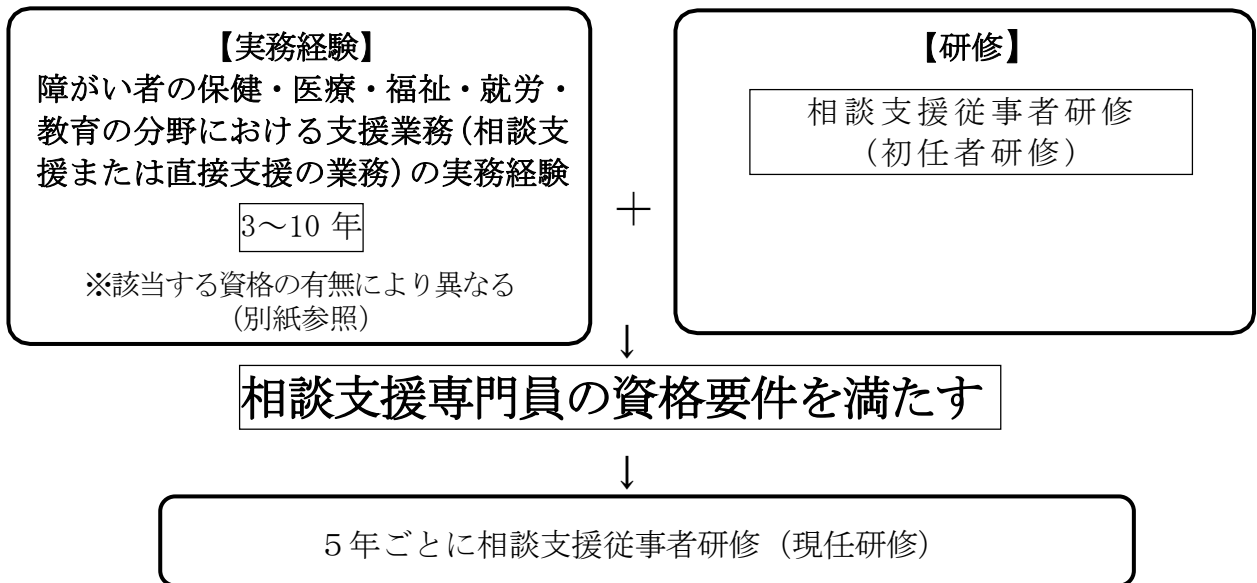 【実務経験】
障がい者の保健・医療・福祉・就労・
教育の分野における支援業務(相談支
援または直接支援の業務)の実務経験
3～10 年
※該当する資格の有無により異なる
(別紙参照)
＋
【研修】
相談支援従事者研修
(初任者研修)
↓
相談支援専門員の資格要件を満たす
↓
５年ごとに相談支援従事者研修（現任研修）